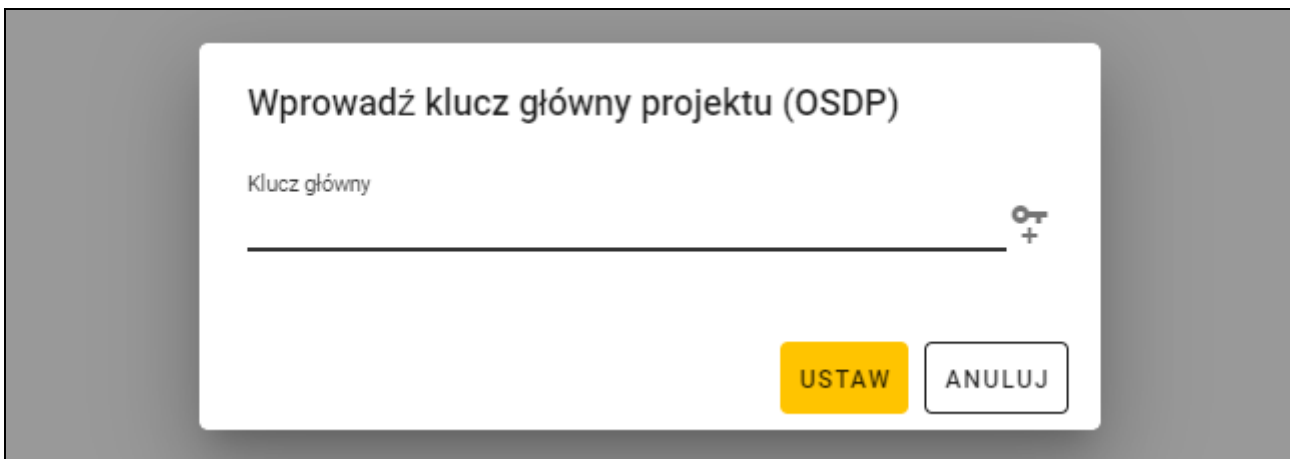 Wprowadź klucz główny projektu (OSDP)
Klucz główny
USTAW
ANULUJ